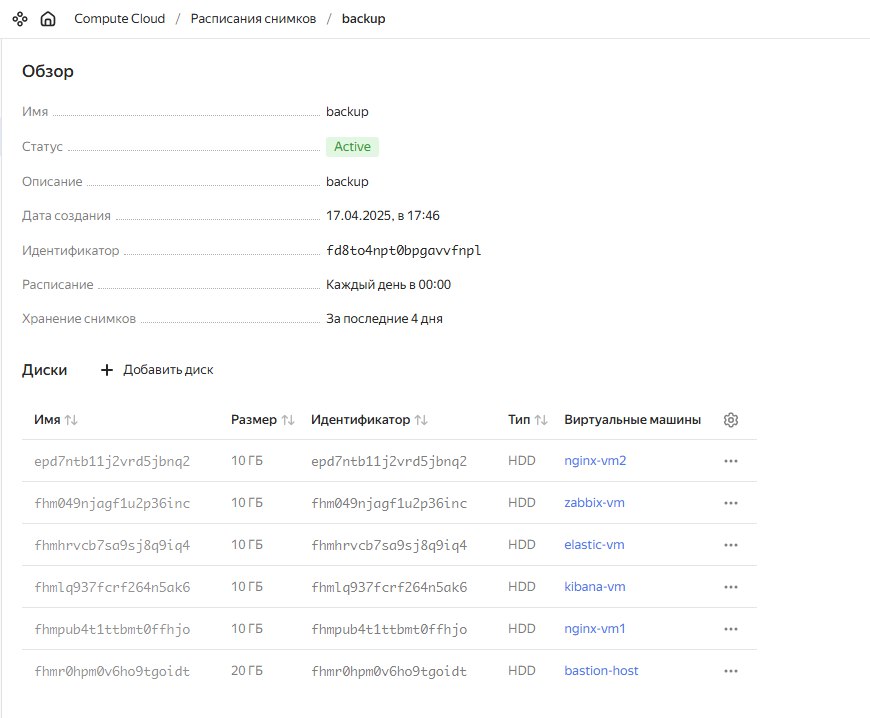 Compute Cloud / Расписания снимков / backup
Обзор
Имя backup
Статус Active
Описание backup
Дата создания 17.04.2025, в 17:46
Идентификатор fd8to4npt0bpgavvfnpl
Расписание Каждый день в 00:00
Хранение снимков За последние 4 дня
Диски + Добавить диск
Имя Размер Идентификатор Тип Виртуальные машины
epd7ntb11j2vrd5jbnq2 10 ГБ epd7ntb11j2vrd5jbnq2 HDD nginx-vm2
fhm049njagf1u2p36inc 10 ГБ fhm049njagf1u2p36inc HDD zabbix-vm
fhmhrvcb7sa9sj8q9iq4 10 ГБ fhmhrvcb7sa9sj8q9iq4 HDD elastic-vm
fhmlq937fcrf264n5ak6 10 ГБ fhmlq937fcrf264n5ak6 HDD kibana-vm
fhmpub4t1ttbmt0ffhjo 10 ГБ fhmpub4t1ttbmt0ffhjo HDD nginx-vm1
fhmr0hpm0v6ho9tgoidt 20 ГБ fhmr0hpm0v6ho9tgoidt HDD bastion-host